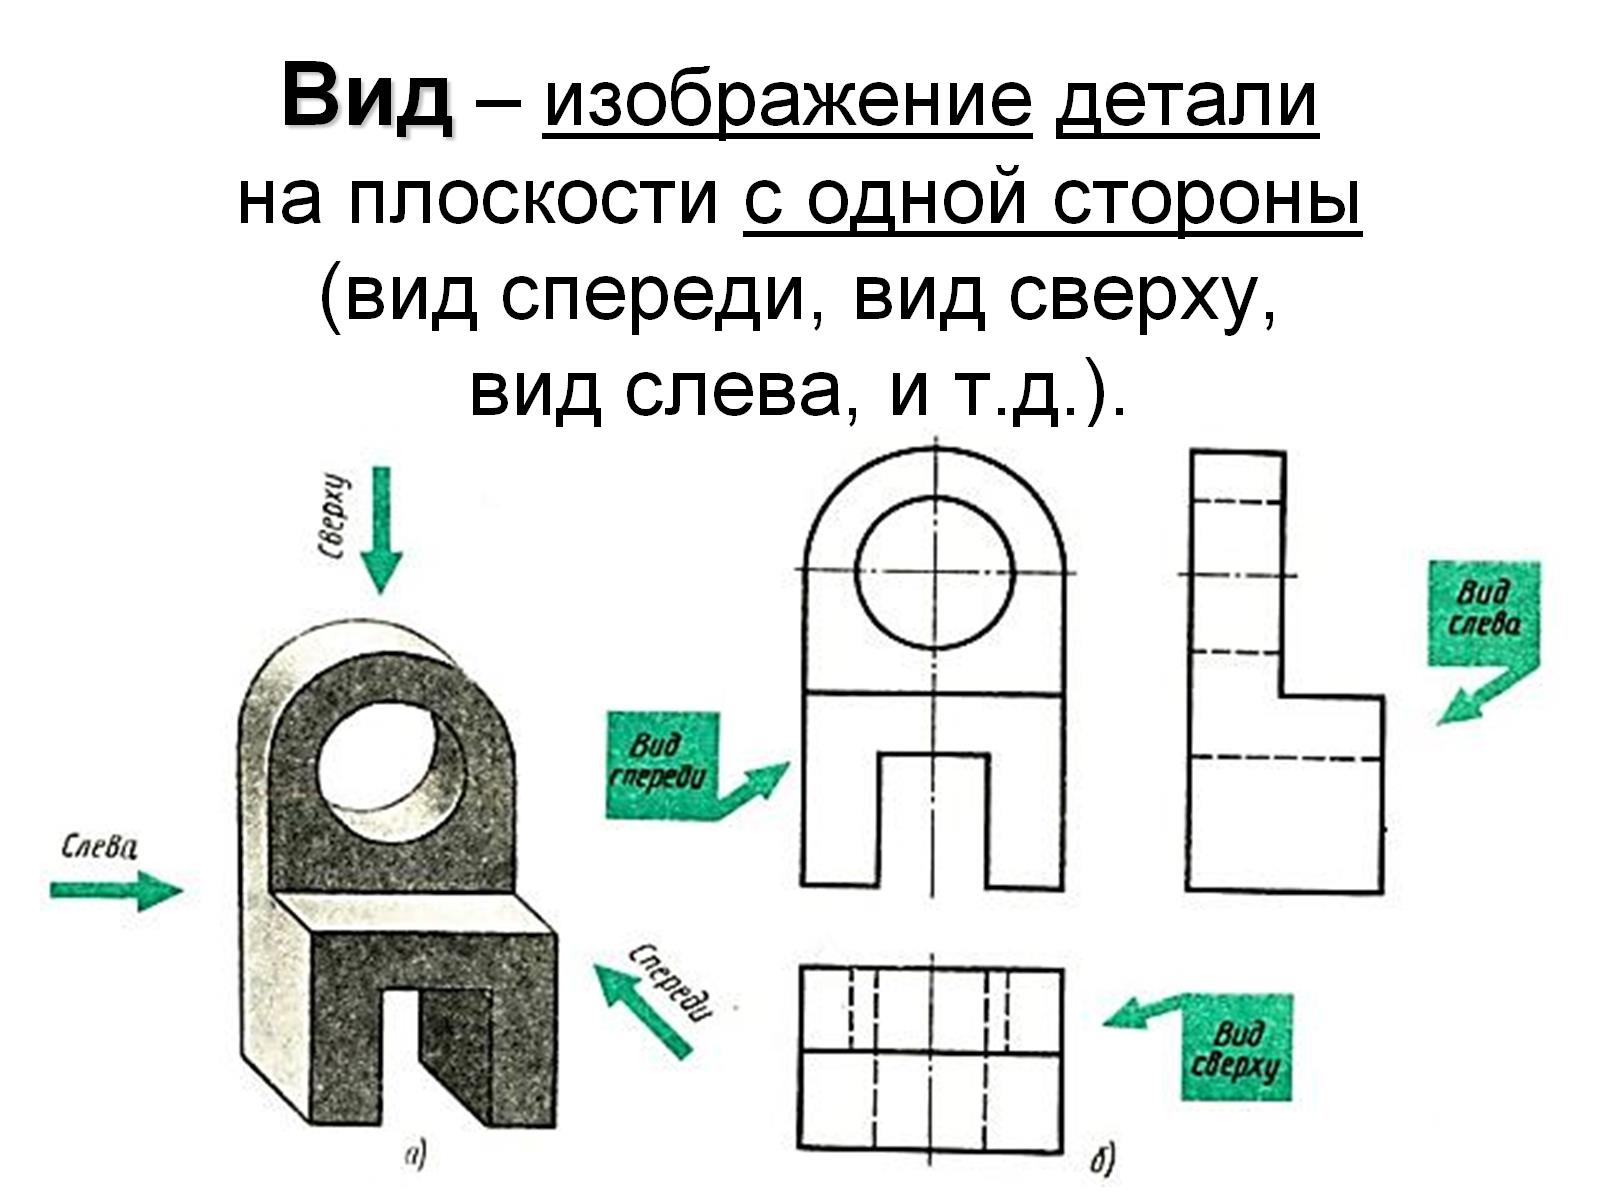 Вид – изображение детали
на плоскости с одной стороны
(вид спереди, вид сверху,
вид слева, и т.д.).
Сверху
Слева
Спереди
а)
Вид
спереди
Вид
слева
Вид
сверху
б)